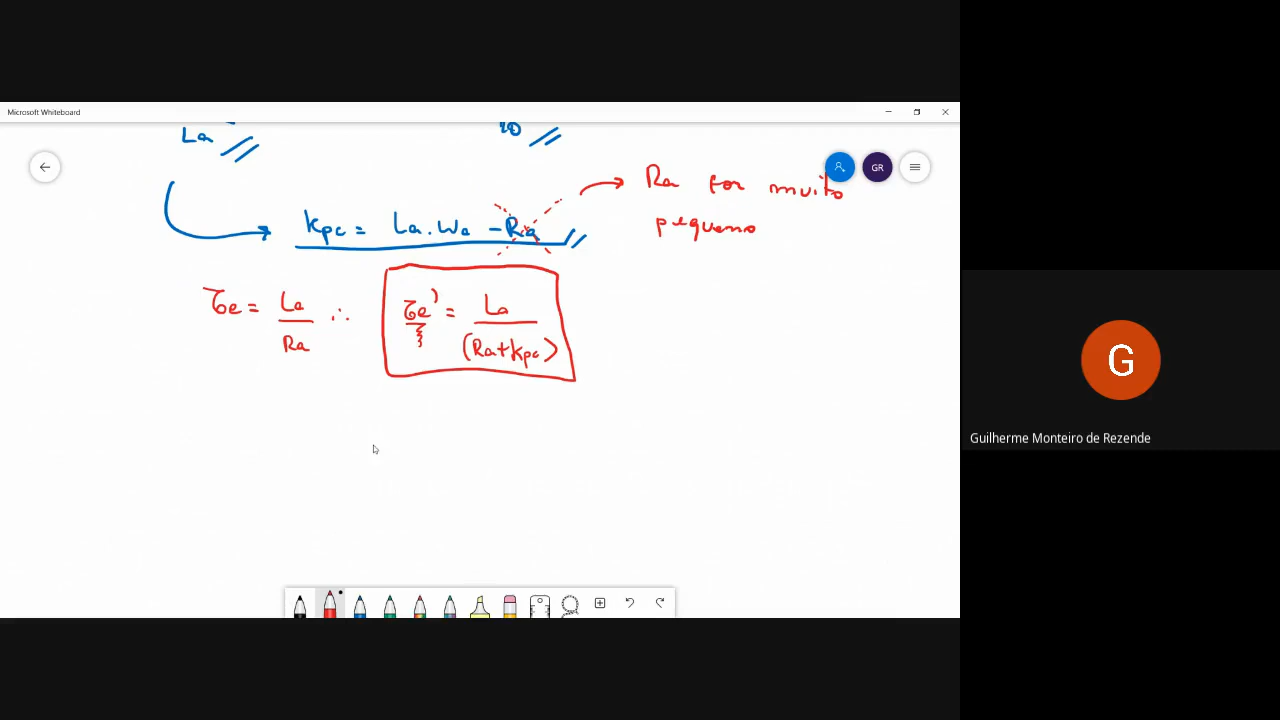 Microsoft Whiteboard
La
10
GR
Ra for muito
pequeno
Kpc = La.Wa - Ra
τe = La / Ra ∴ τe' = La / (Ra+Kpc)
G
Guilherme Monteiro de Rezende